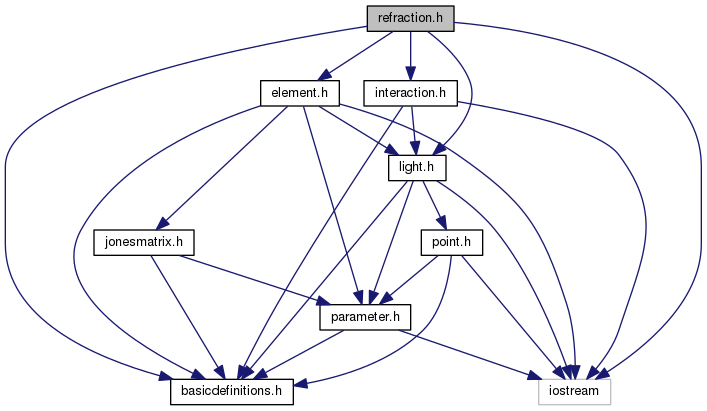 refraction.h
element.h
interaction.h
light.h
jonesmatrix.h
point.h
parameter.h
basicdefinitions.h
iostream